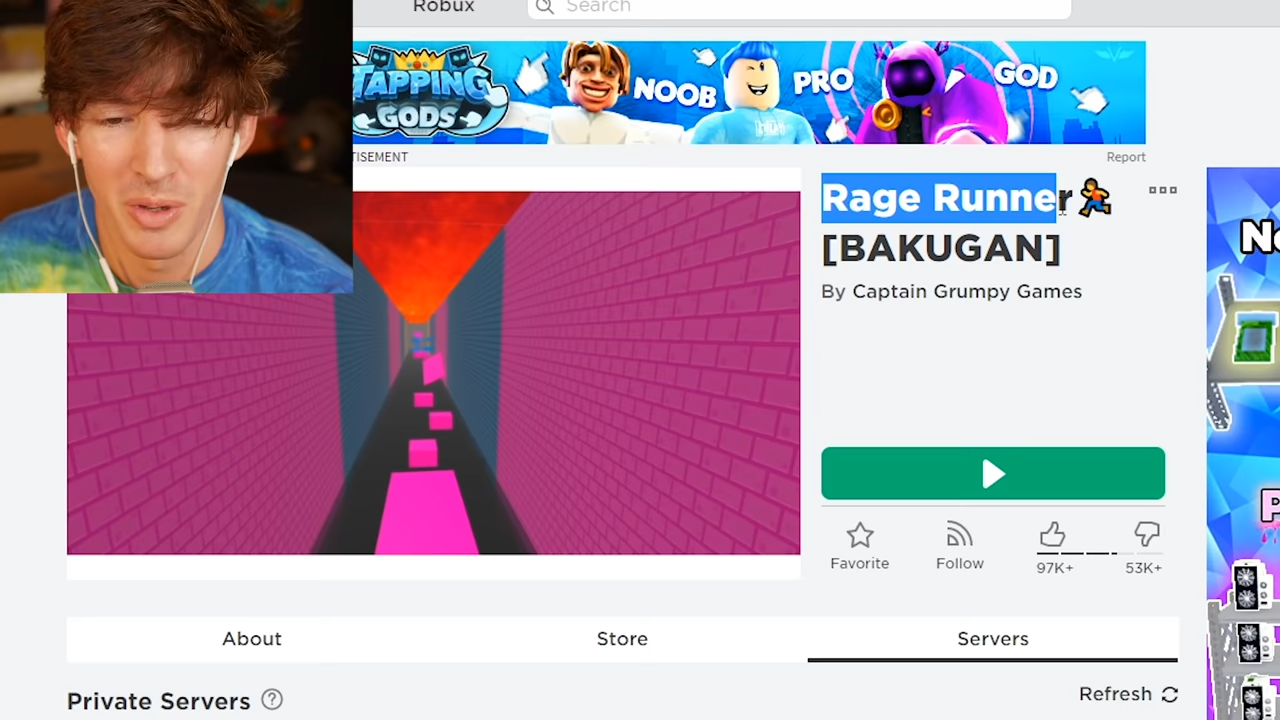 Robux
Search
TAPPING
GODS
NOOB
PRO
GOD
TISEMENT
Report
Rage Runner
[BAKUGAN]
By Captain Grumpy Games
Favorite
Follow
97K+
53K+
About
Store
Servers
Private Servers
Refresh